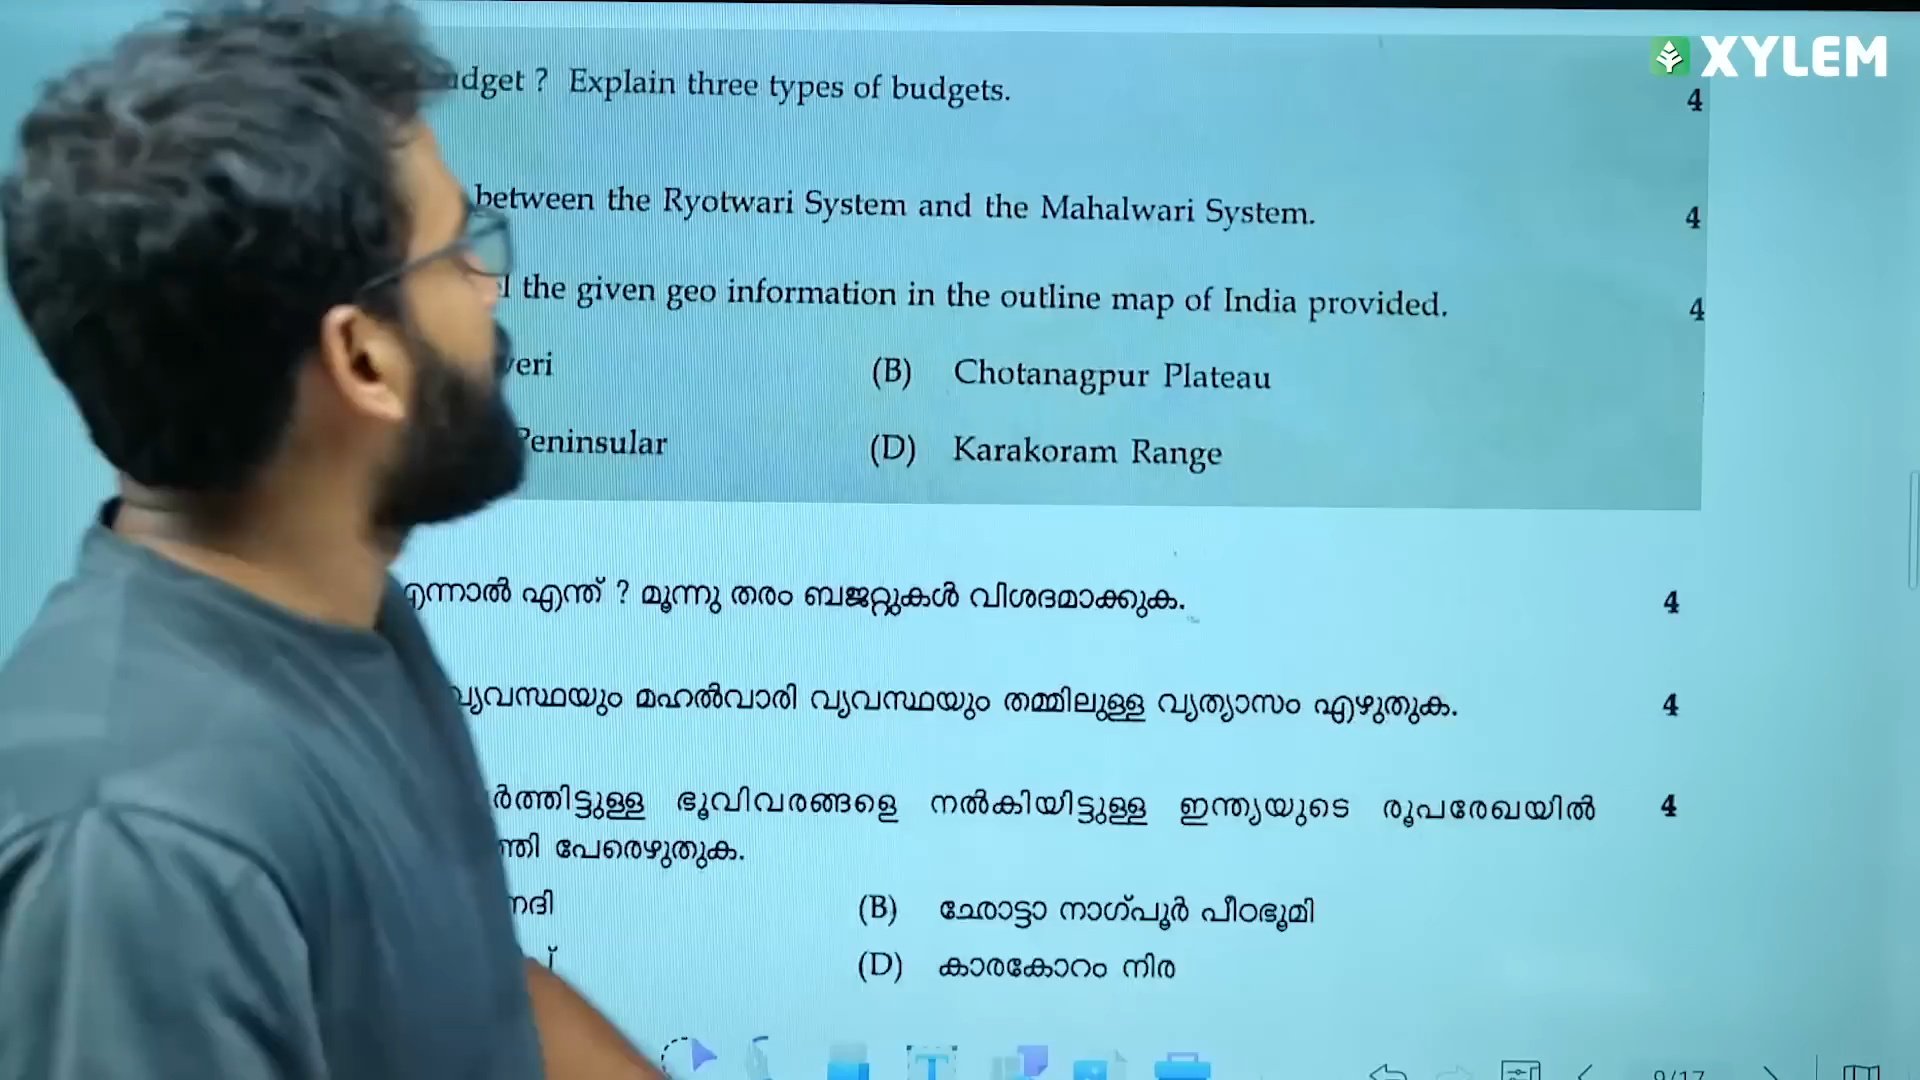 XYLEM
? Explain three types of budgets.
4
between the Ryotwari System and the Mahalwari System.
4
the given geo information in the outline map of India provided.
4
(B) Chotanagpur Plateau
Peninsular (D) Karakoram Range
എന്നാൽ എന്ത് ? മൂന്നു തരം ബജറ്റുകൾ വിശദമാക്കുക.
4
വ്യവസ്ഥയും മഹൽവാരി വ്യവസ്ഥയും തമ്മിലുള്ള വ്യത്യാസം എഴുതുക.
4
ഭൂവിവരങ്ങളെ നൽകിയിട്ടുള്ള ഇന്ത്യയുടെ രൂപരേഖയിൽ
4
പേരെഴുതുക.
നദി (B) ഛോട്ടാ നാഗ്പൂർ പീഠഭൂമി
(D) കാരകോറം നിര